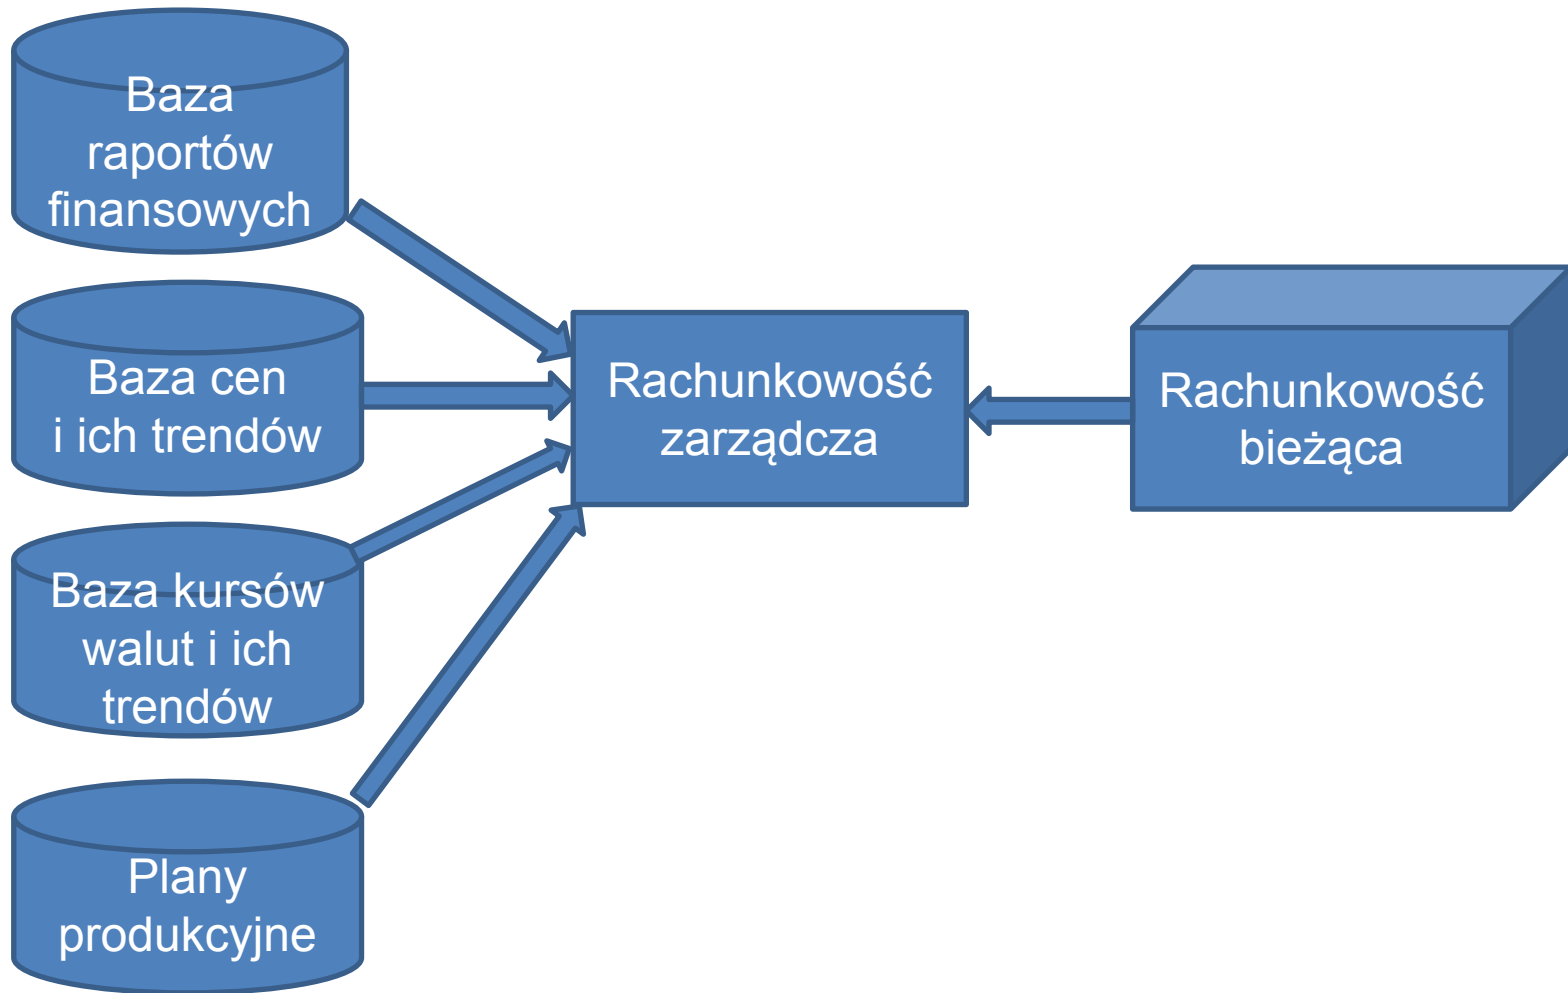 Baza
raportów
finansowych
Baza cen
i ich trendów
Baza kursów
walut i ich
trendów
Plany
produkcyjne
Rachunkowość
zarządcza
Rachunkowość
bieżąca